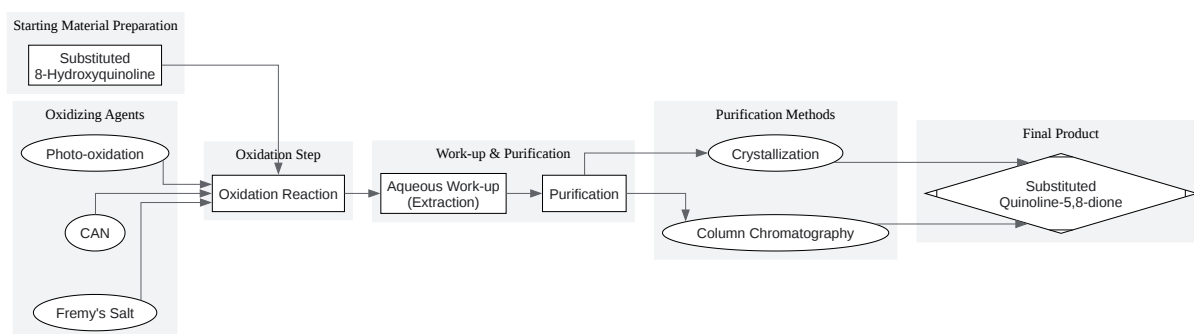 Starting Material Preparation
Substituted
8-Hydroxyquinoline
Oxidizing Agents
Photo-oxidation
CAN
Fremy's Salt
Oxidation Step
Oxidation Reaction
Work-up & Purification
Aqueous Work-up
(Extraction)
Purification
Purification Methods
Crystallization
Column Chromatography
Final Product
Substituted
Quinoline-5,8-dione